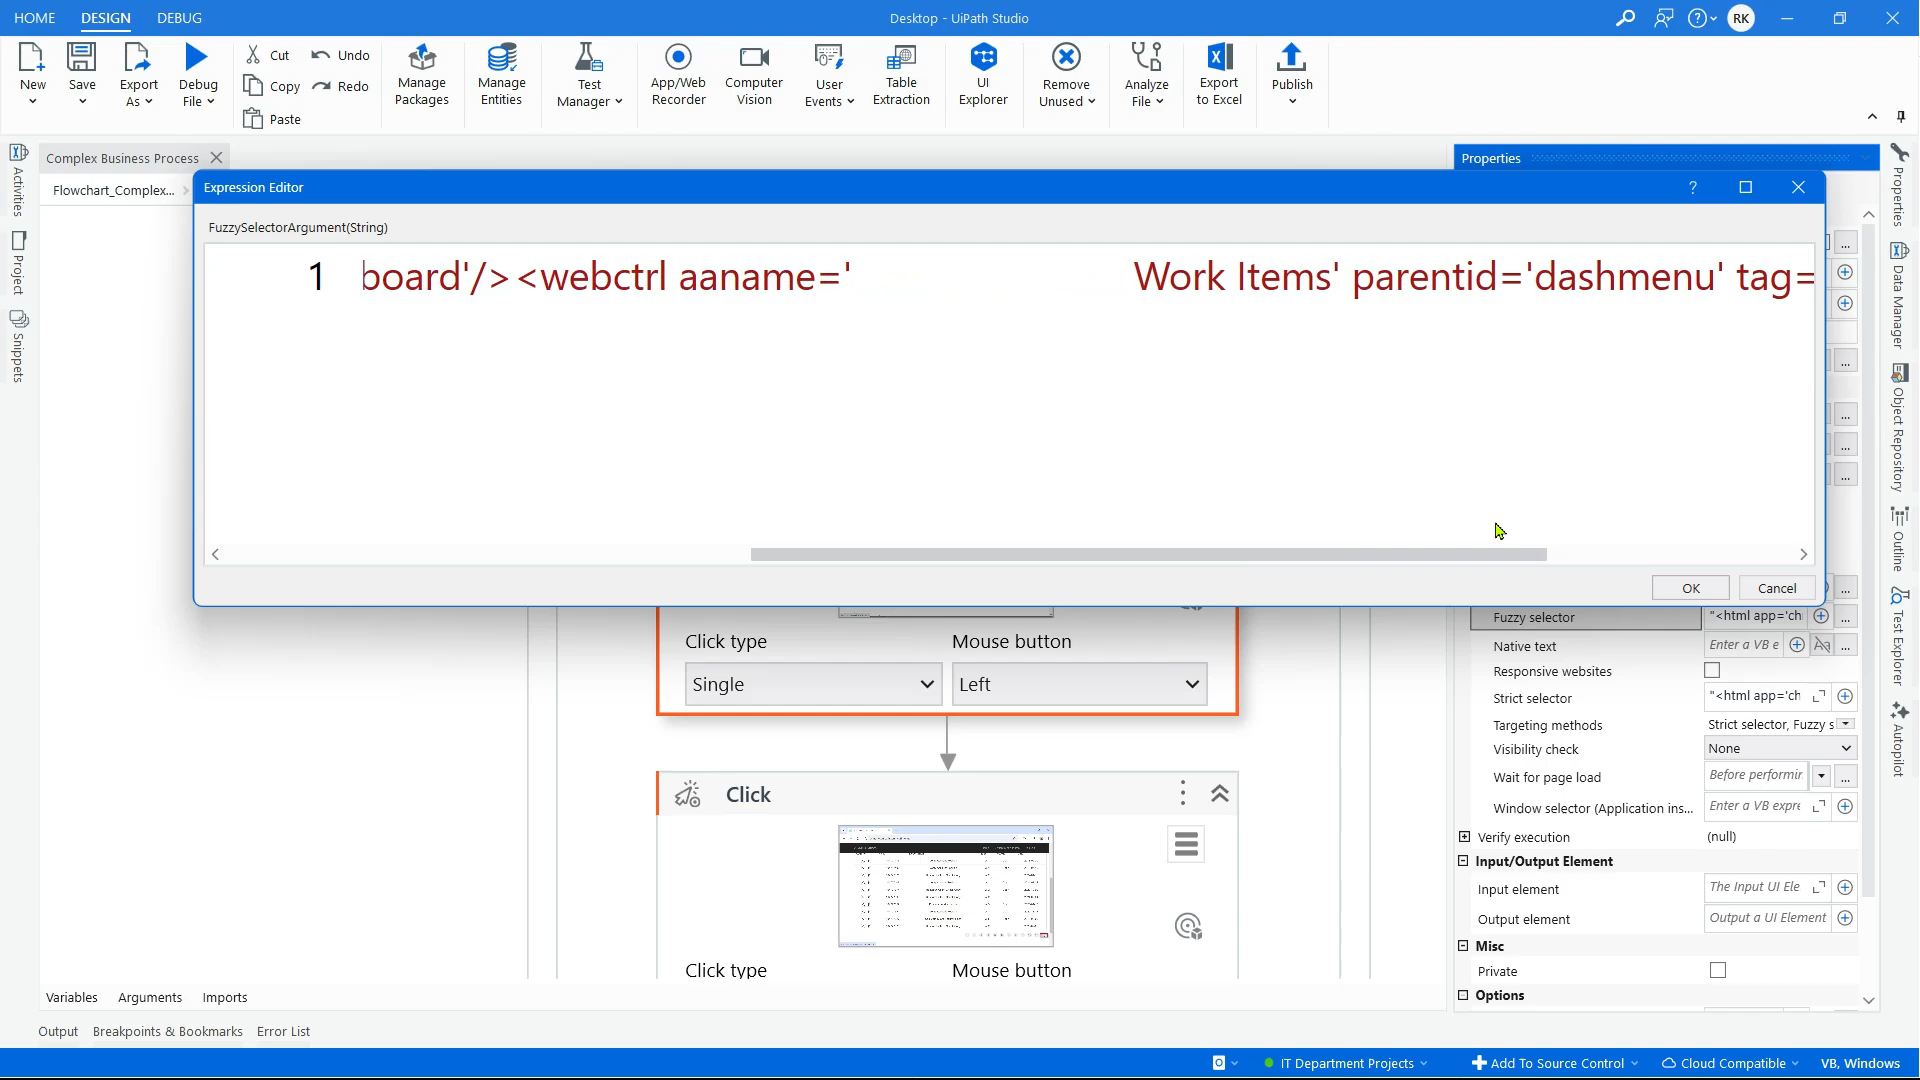 HOME DESIGN DEBUG Desktop - UiPath Studio RK
New
Save
Export As
Debug File
Cut
Undo
Copy
Redo
Paste
Manage Packages
Manage Entities
Test Manager
App/Web Recorder
Computer Vision
User Events
Table Extraction
UI Explorer
Remove Unused
Analyze File
Export to Excel
Publish
Complex Business Process
Flowchart_Complex...
Activities
Project
Snippets
Expression Editor
FuzzySelectorArgument(String)
1 board'/><webctrl aaname=' Work Items' parentid='dashmenu' tag=
OK Cancel
Click type Mouse button
Single Left
Click
Click type Mouse button
Properties
Fuzzy selector "<html app='ch
Native text Enter a VB e
Responsive websites
Strict selector "<html app='ch
Targeting methods Strict selector, Fuzzy s
Visibility check None
Wait for page load Before performin
Window selector (Application ins... Enter a VB expre
Verify execution (null)
Input/Output Element
Input element The Input UI Ele
Output element Output a UI Element
Misc
Private
Options
Properties
Data Manager
Object Repository
Outline
Test Explorer
Autopilot
Variables Arguments Imports
Output Breakpoints & Bookmarks Error List
0 IT Department Projects Add To Source Control Cloud Compatible VB, Windows